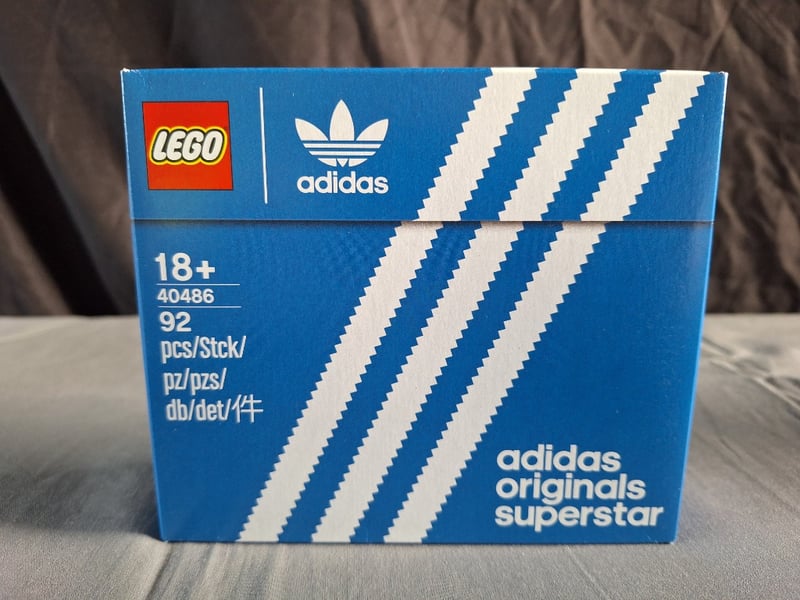 LEGO
adidas
18+
40486
92
pcs/Stck/
pz/pzs/
db/det/件
adidas
originals
superstar